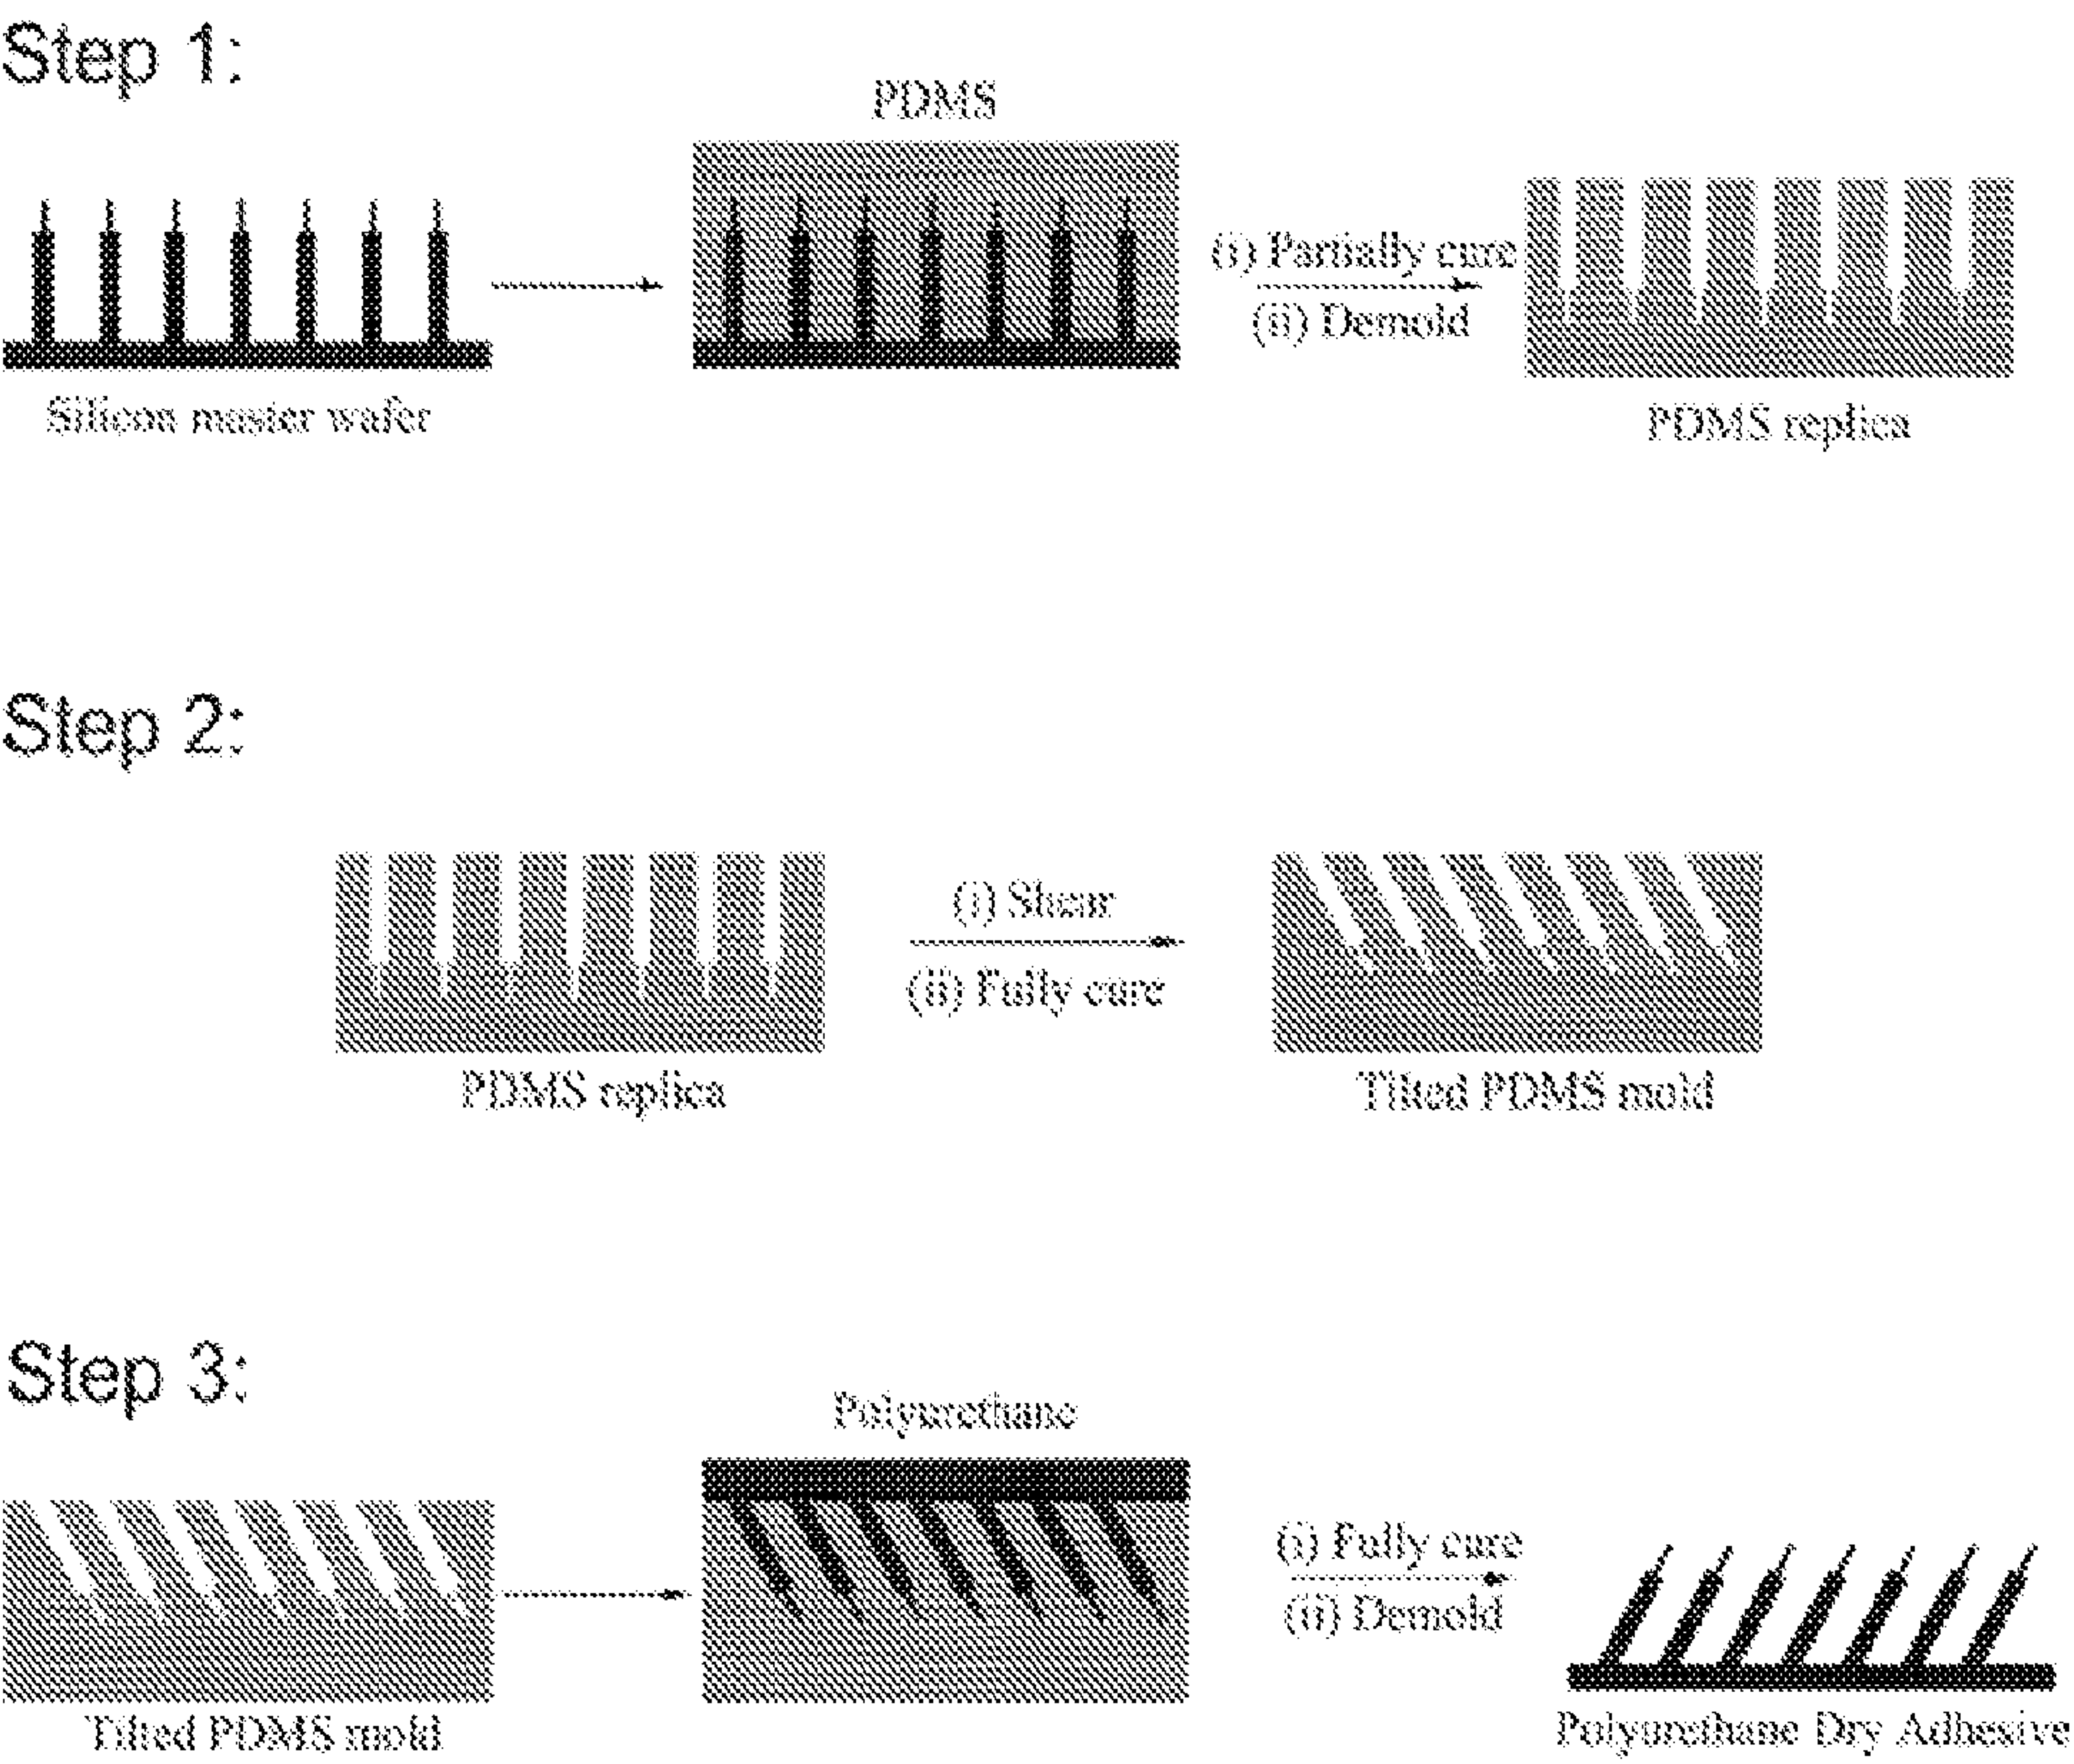 Step 1:
PDMS
(i) Partially cure
(ii) Demold
Silicon master wafer
PDMS replica
Step 2:
(i) Shear
(ii) Fully cure
PDMS replica
Tilted PDMS mold
Step 3:
Polyurethane
(i) Fully cure
(ii) Demold
Tilted PDMS mold
Polyurethane Dry Adhesive